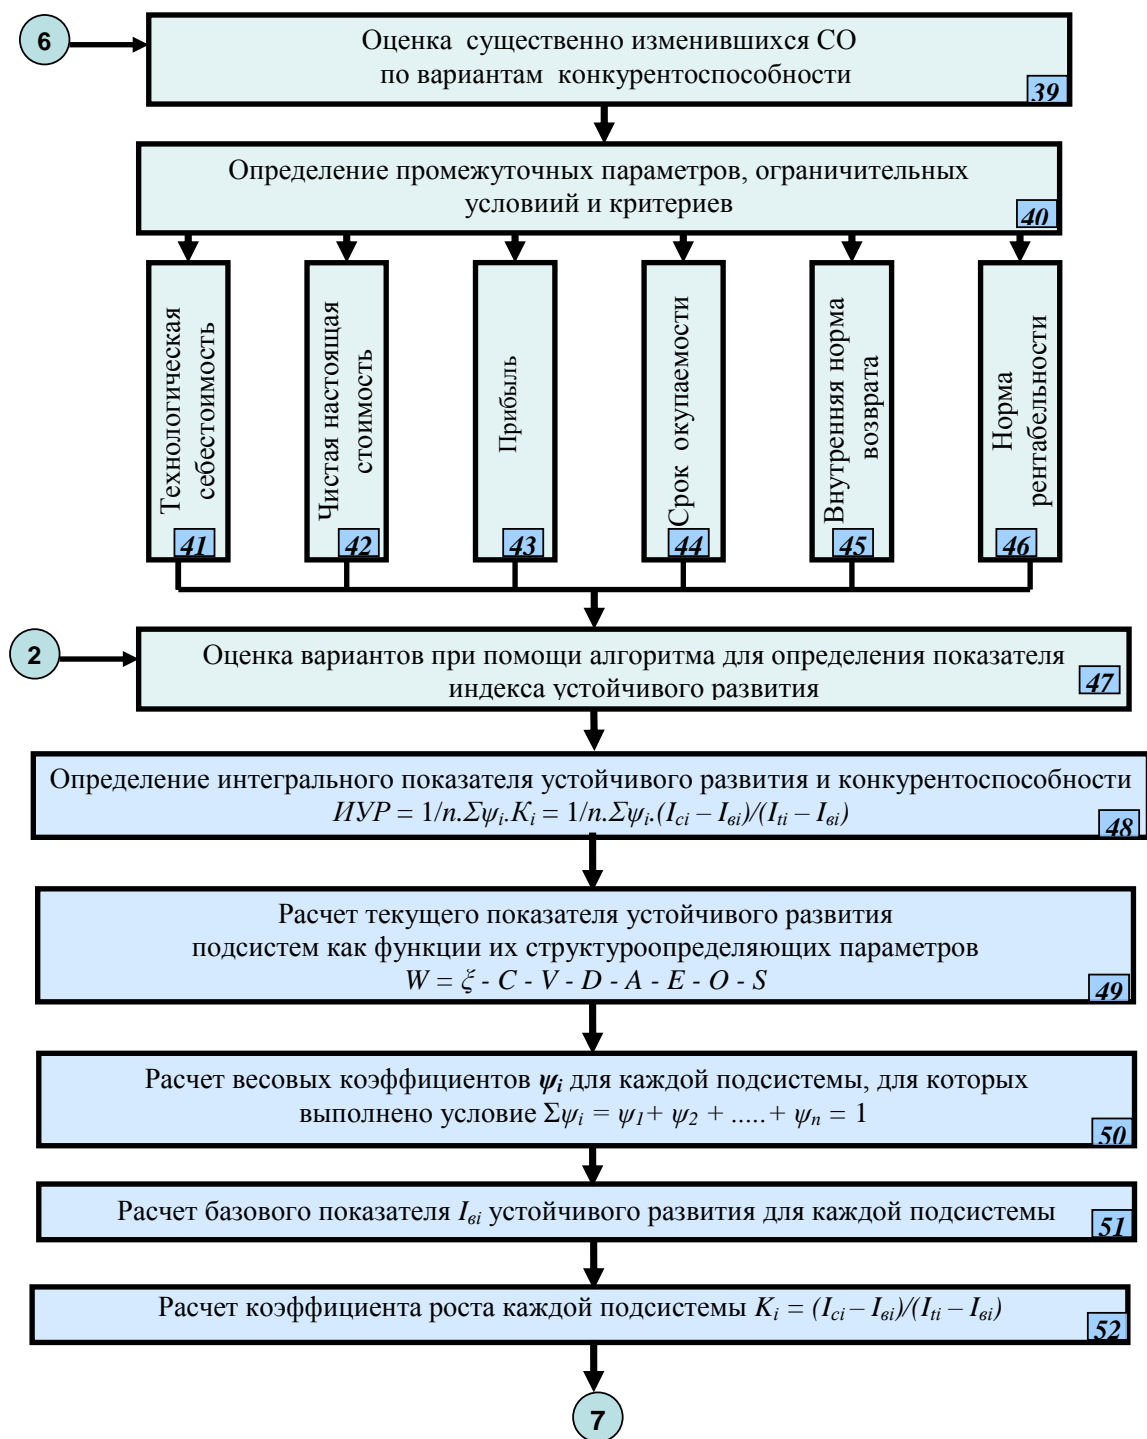 6
Оценка существенно изменившихся СО
по вариантам конкурентоспособности
39
Определение промежуточных параметров, ограничительных
условиий и критериев
40
Технологическая
себестоимость
41
Чистая настоящая
стоимость
42
Прибыль
43
Срок окупаемости
44
Внутренняя норма
возврата
45
Норма
рентабельности
46
2
Оценка вариантов при помощи алгоритма для определения показателя
индекса устойчивого развития
47
Определение интегрального показателя устойчивого развития и конкурентоспособности
ИУР = 1/n.Σψi.Ki = 1/n.Σψi.(Ici – Iвi)/(Iti – Iвi)
48
Расчет текущего показателя устойчивого развития
подсистем как функции их структуроопределяющих параметров
W = ξ - C - V - D - A - E - O - S
49
Расчет весовых коэффициентов ψi для каждой подсистемы, для которых
выполнено условие Σψi = ψ1+ ψ2 + .....+ ψn = 1
50
Расчет базового показателя Iвi устойчивого развития для каждой подсистемы
51
Расчет коэффициента роста каждой подсистемы Ki = (Ici – Iвi)/(Iti – Iвi)
52
7